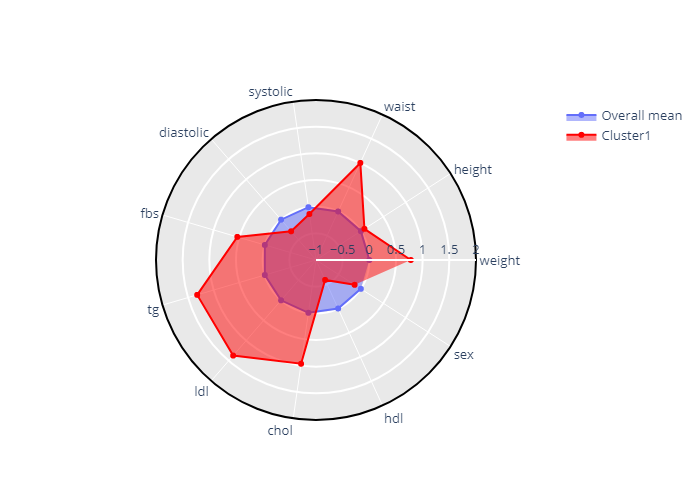 systolic
waist
Overall mean
diastolic
Cluster1
height
fbs
−1 −0.5 0 0.5 1 1.5 2
weight
tg
sex
ldl
hdl
chol